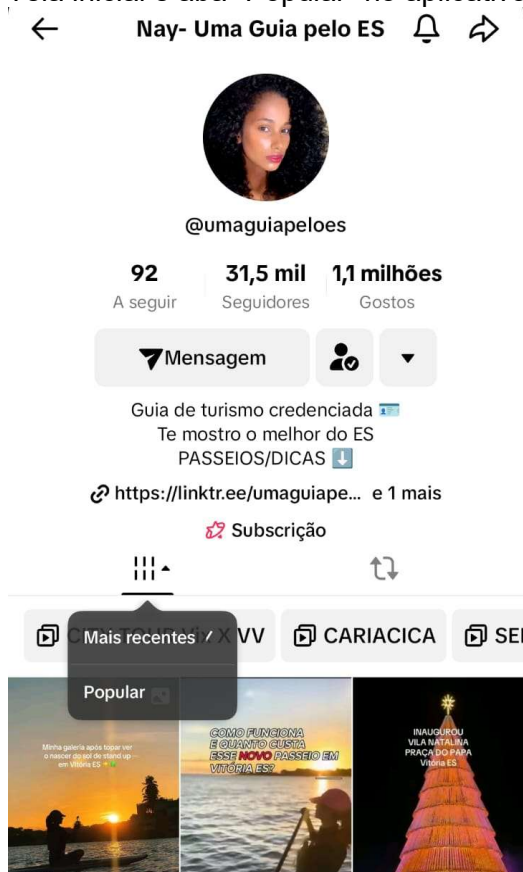 Nay- Uma Guia pelo ES
@umaguiapeloes
92 31,5 mil 1,1 milhões
A seguir Seguidores Gostos
Mensagem
Guia de turismo credenciada
Te mostro o melhor do ES
PASSEIOS/DICAS
https://linktr.ee/umaguiape... e 1 mais
Subscrição
VV CARIACICA SE
Mais recentes
Popular
Minha galeria após topar ver
o nascer do sol de stand up
em Vitória ES
COMO FUNCIONA
E QUANTO CUSTA
ESSE NOVO PASSEIO EM
VITÓRIA ES?
INAUGUROU
VILA NATALINA
PRAÇA DO PAPA
Vitória ES